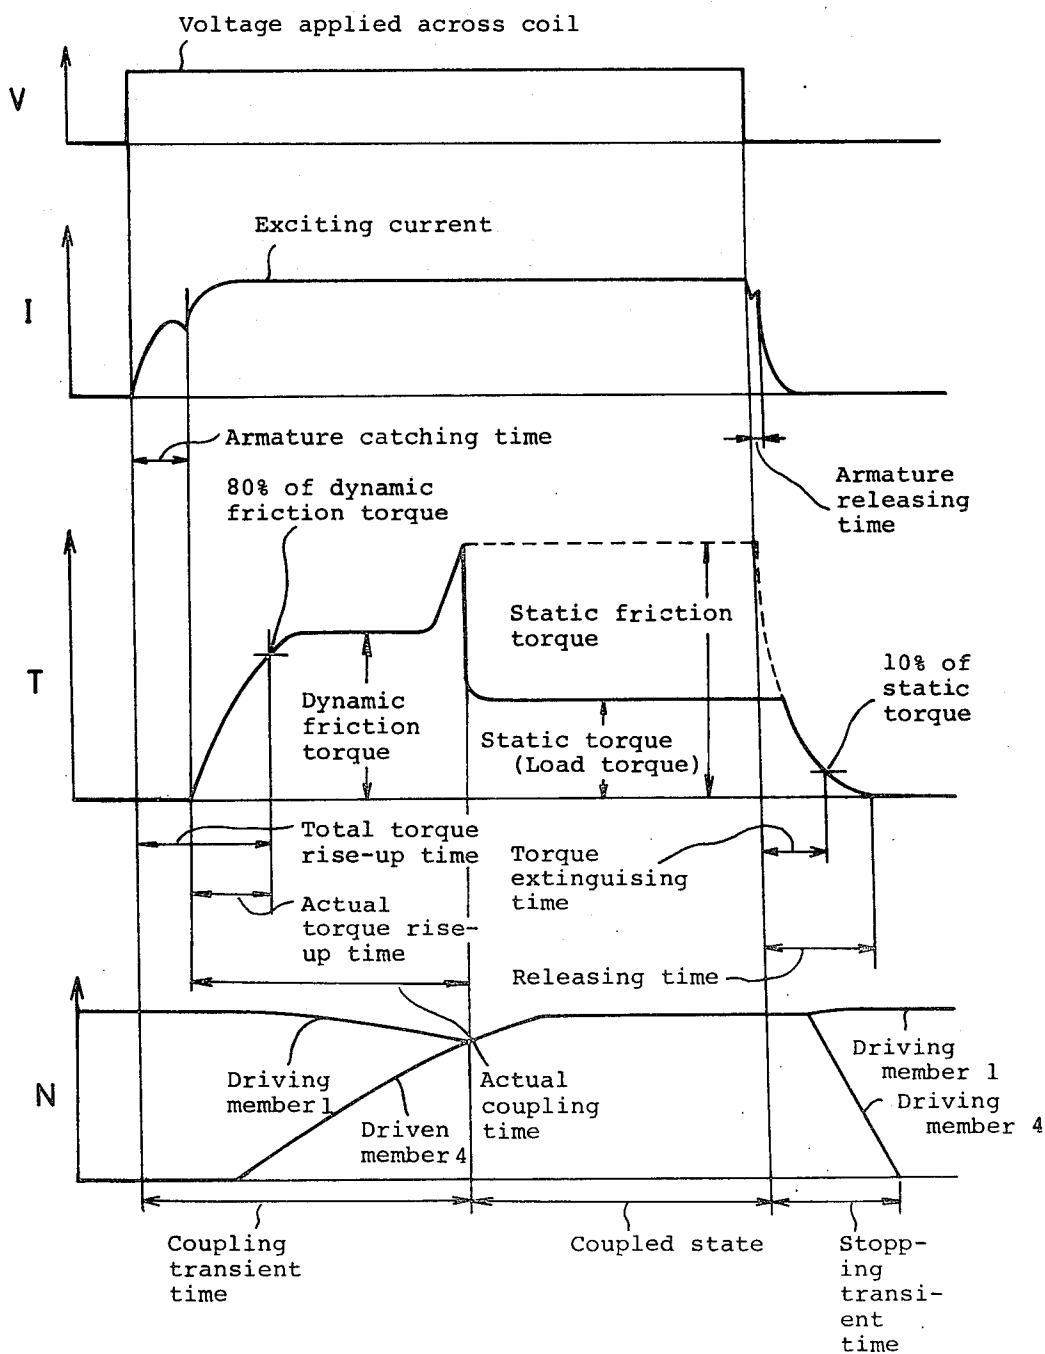 Voltage applied across coil
V
Exciting current
I
Armature catching time
80% of dynamic
friction torque
Armature
releasing
time
T
Static friction
torque
10% of
static
torque
Dynamic
friction
torque
Static torque
(Load torque)
Total torque
rise-up time
Torque
extinguising
time
Actual
torque rise-
up time
Releasing time
N
Driving
member 1
Driven
member 4
Actual
coupling
time
Driving
member 1
Driving
member 4
Coupling
transient
time
Coupled state
Stopp-
ing
transi-
ent
time